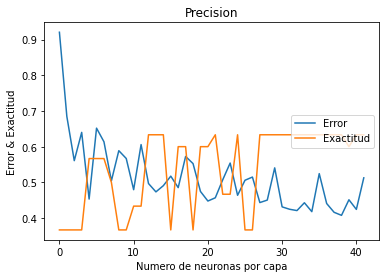 Precision
0.9
0.8
0.7
0.6
0.5
0.4
Error & Exactitud
Error
Exactitud
0
10
20
30
40
Numero de neuronas por capa